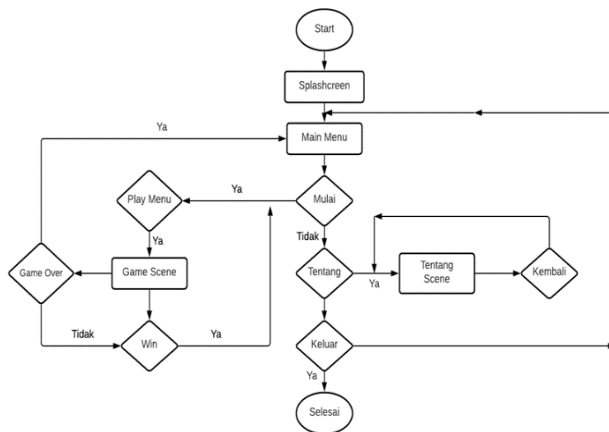 Start
Splashcreen
Ya
Main Menu
Play Menu
Ya
Mulai
Ya
Tidak
Game Over
Game Scene
Tentang
Ya
Tentang
Scene
Kembali
Tidak
Win
Ya
Keluar
Ya
Selesai